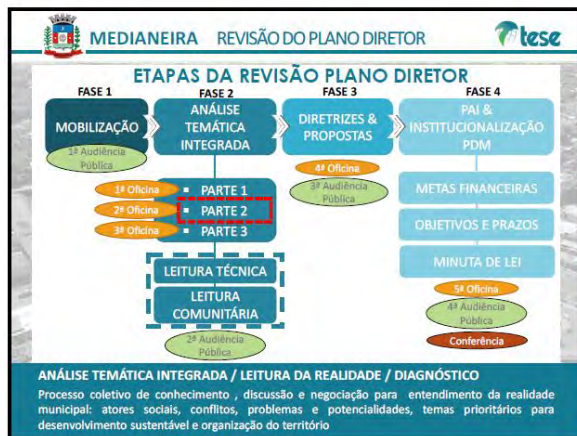 MEDIANEIRA REVISÃO DO PLANO DIRETOR
tese
ETAPAS DA REVISÃO PLANO DIRETOR
FASE 1
MOBILIZAÇÃO
1ª Audiência
Pública
FASE 2
ANÁLISE
TEMÁTICA
INTEGRADA
1ª Oficina
PARTE 1
2ª Oficina
PARTE 2
3ª Oficina
PARTE 3
LEITURA TÉCNICA
LEITURA
COMUNITÁRIA
2ª Audiência
Pública
FASE 3
DIRETRIZES &
PROPOSTAS
4ª Oficina
3ª Audiência
Pública
FASE 4
PAI &
INSTITUCIONALIZAÇÃO
PDM
METAS FINANCEIRAS
OBJETIVOS E PRAZOS
MINUTA DE LEI
5ª Oficina
4ª Audiência
Pública
Conferência
ANÁLISE TEMÁTICA INTEGRADA / LEITURA DA REALIDADE / DIAGNÓSTICO
Processo coletivo de conhecimento , discussão e negociação para entendimento da realidade
municipal: atores sociais, conflitos, problemas e potencialidades, temas prioritários para
desenvolvimento sustentável e organização do território